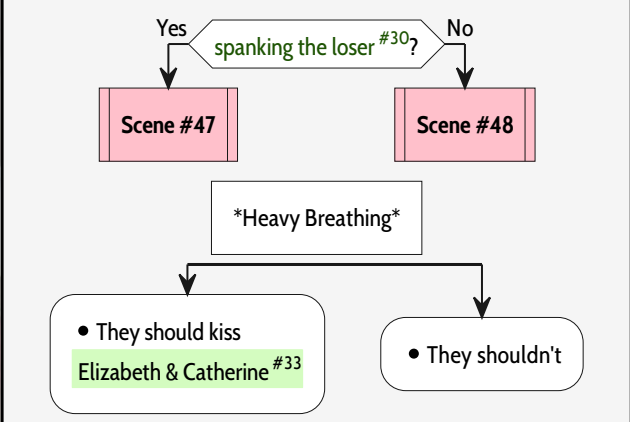 Yes
No
spanking the loser #30?
Scene #47
Scene #48
*Heavy Breathing*
• They should kiss
Elizabeth & Catherine #33
• They shouldn't